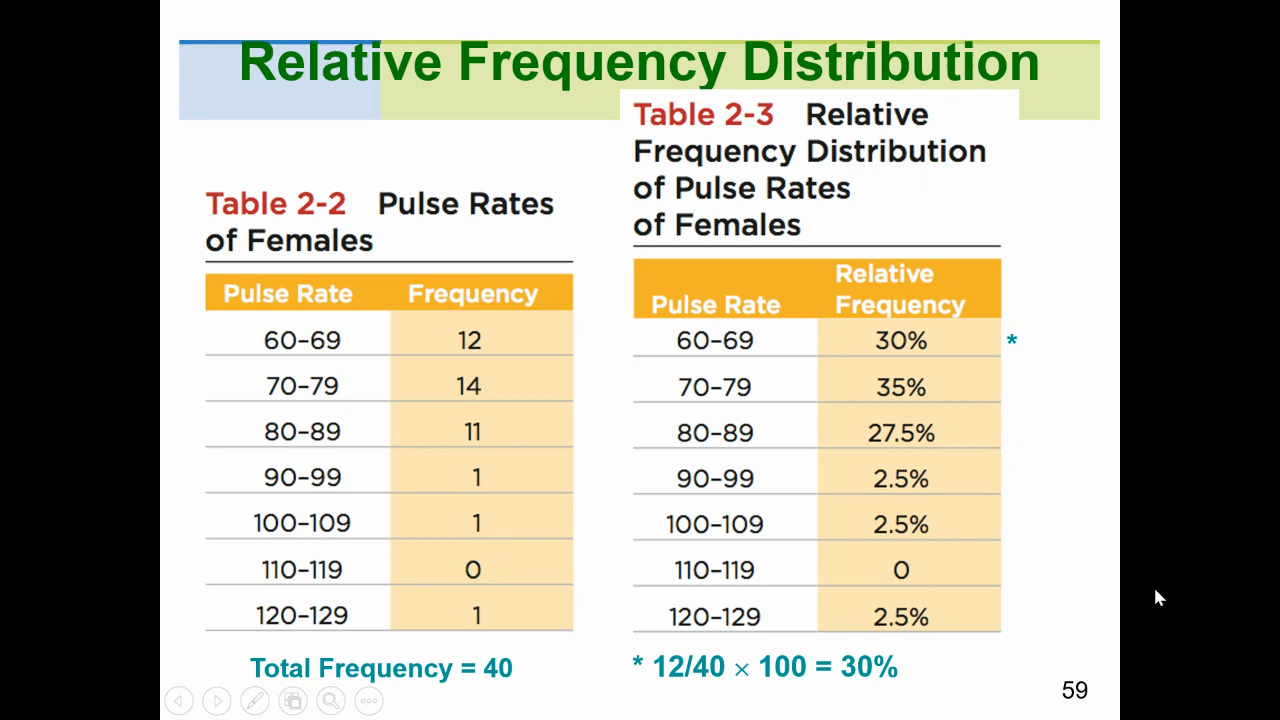 Relative Frequency Distribution
Table 2-2 Pulse Rates
of Females
Pulse Rate Frequency
60–69 12
70–79 14
80–89 11
90–99 1
100–109 1
110–119 0
120–129 1
Total Frequency = 40
Table 2-3 Relative
Frequency Distribution
of Pulse Rates
of Females
Relative
Pulse Rate Frequency
60–69 30% *
70–79 35%
80–89 27.5%
90–99 2.5%
100–109 2.5%
110–119 0
120–129 2.5%
* 12/40 × 100 = 30%
59